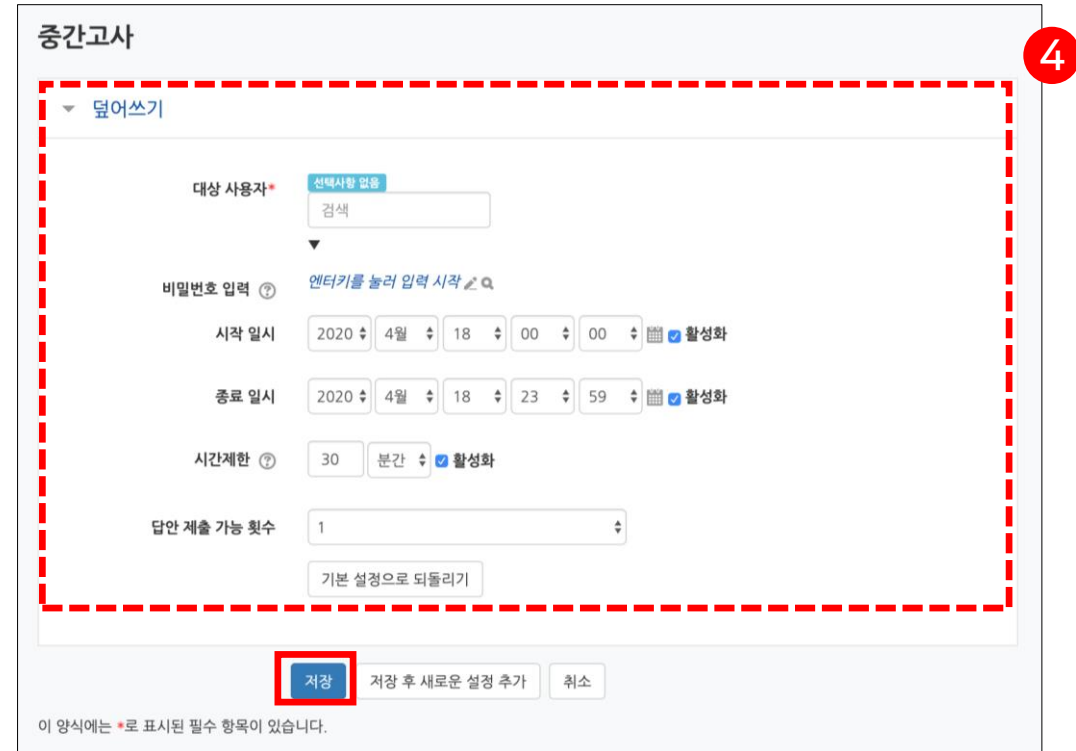 중간고사
4
덮어쓰기
대상 사용자*
선택사항 없음
검색
▼
비밀번호 입력 ?
엔터키를 눌러 입력 시작
시작 일시 2020 4월 18 00 00 활성화
종료 일시 2020 4월 18 23 59 활성화
시간제한 ? 30 분간 활성화
답안 제출 가능 횟수 1
기본 설정으로 되돌리기
저장 저장 후 새로운 설정 추가 취소
이 양식에는 *로 표시된 필수 항목이 있습니다.